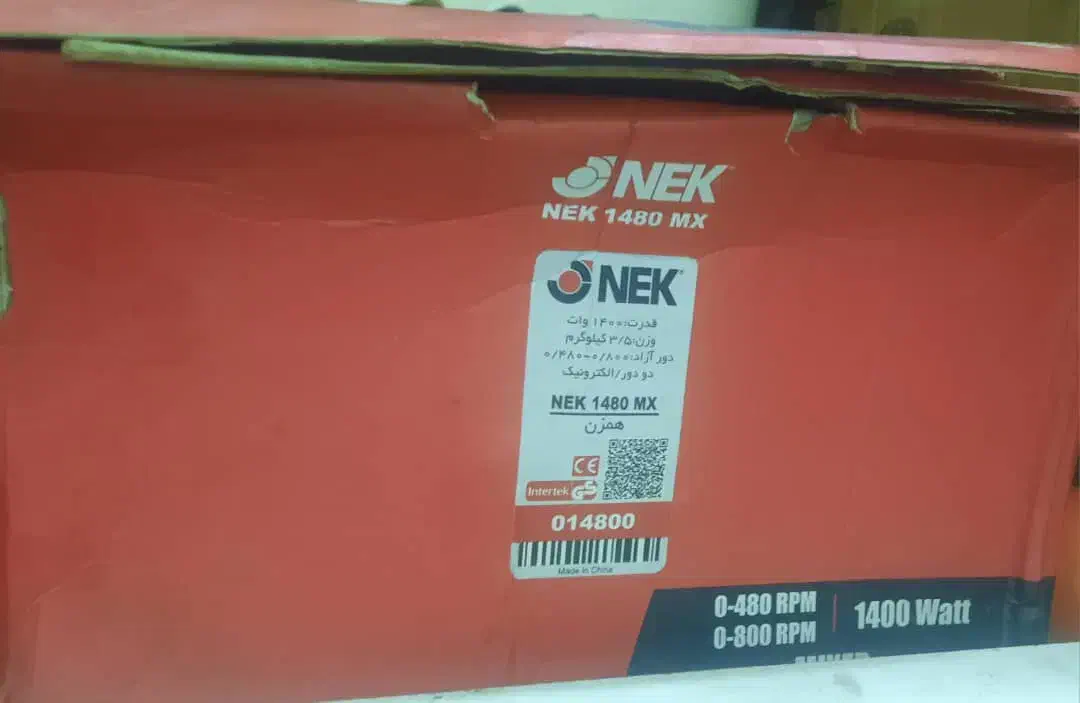 NEK
NEK 1480 MX
NEK
قدرت:۱۴۰۰ وات
وزن:۳/۵ کیلوگرم
دور آزاد:۰/۸۰۰-۰/۴۸۰
دو دور/الکترونیک
NEK 1480 MX
همزن
CE
Intertek GS
014800
Made in China
0-480 RPM
0-800 RPM
1400 Watt